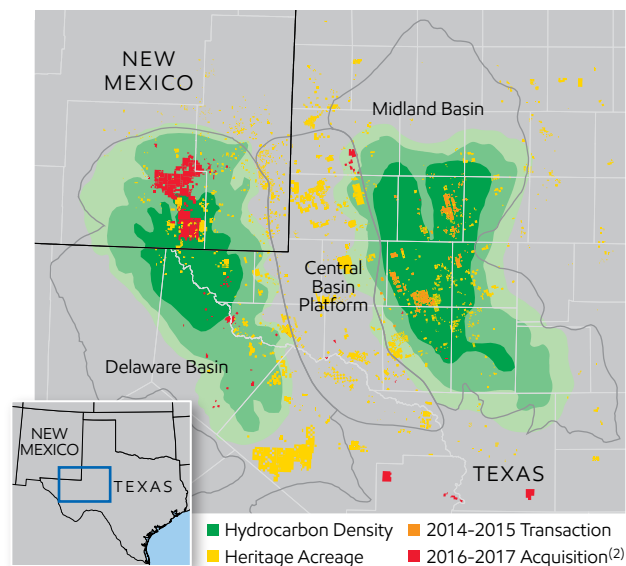 NEW
MEXICO
Midland Basin
Central
Basin
Platform
Delaware Basin
TEXAS
NEW
MEXICO
TEXAS
Hydrocarbon Density
2014-2015 Transaction
Heritage Acreage
2016-2017 Acquisition(2)